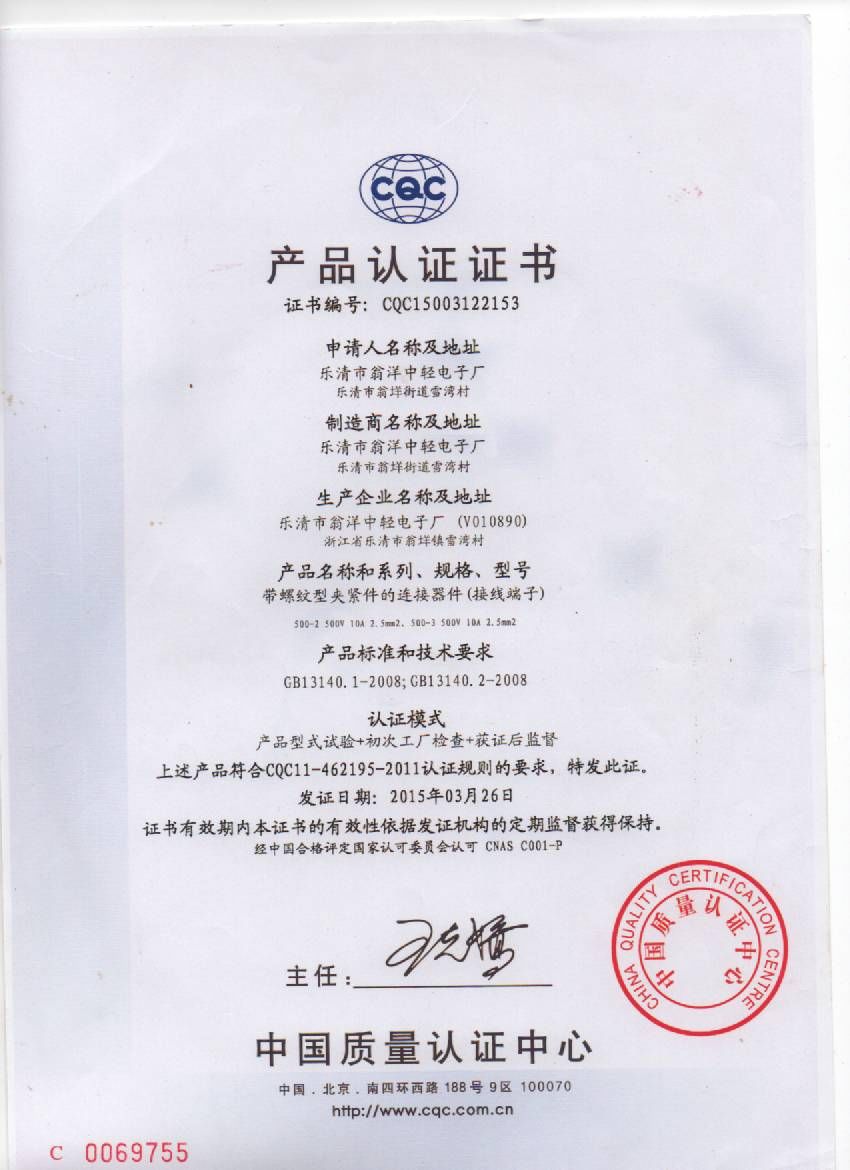 CQC
产品认证证书
证书编号: CQC15003122153
申请人名称及地址
乐清市翁洋中轻电子厂
乐清市翁垟街道雪湾村
制造商名称及地址
乐清市翁洋中轻电子厂
乐清市翁垟街道雪湾村
生产企业名称及地址
乐清市翁洋中轻电子厂 (V010890)
浙江省乐清市翁垟镇雪湾村
产品名称和系列、规格、型号
带螺纹型夹紧件的连接器件(接线端子)
500-2 500V 10A 2.5mm2、500-3 500V 10A 2.5mm2
产品标准和技术要求
GB13140.1-2008;GB13140.2-2008
认证模式
产品型式试验+初次工厂检查+获证后监督
上述产品符合CQC11-462195-2011认证规则的要求，特发此证。
发证日期: 2015年03月26日
证书有效期内本证书的有效性依据发证机构的定期监督获得保持。
经中国合格评定国家认可委员会认可 CNAS C001-P
CHINA QUALITY CERTIFICATION CENTRE
中国质量认证中心
主任:
中国质量认证中心
中国.北京.南四环西路188号9区 100070
http://www.cqc.com.cn
C 0069755